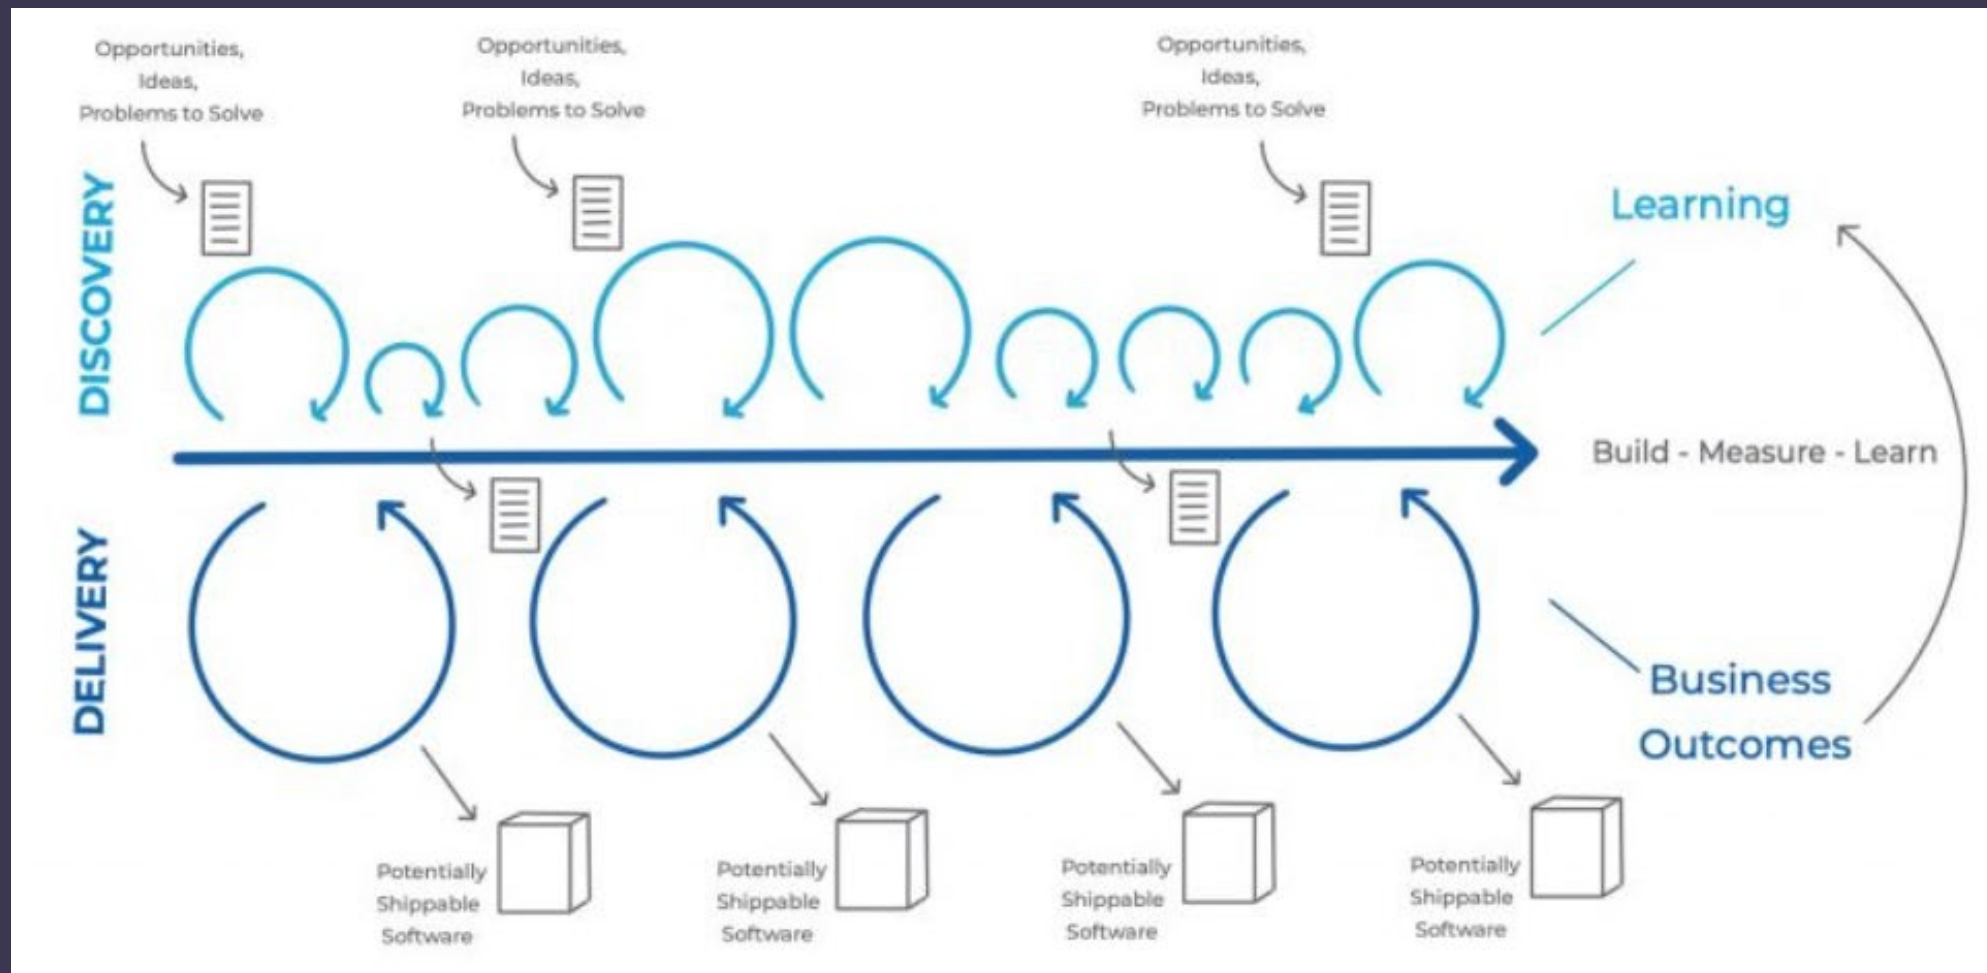 Opportunities,
Ideas,
Problems to Solve
Opportunities,
Ideas,
Problems to Solve
Opportunities,
Ideas,
Problems to Solve
DISCOVERY
Learning
Build - Measure - Learn
DELIVERY
Business
Outcomes
Potentially
Shippable
Software
Potentially
Shippable
Software
Potentially
Shippable
Software
Potentially
Shippable
Software